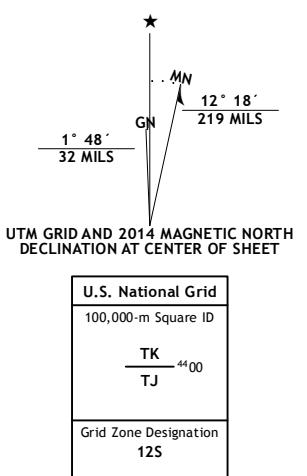 ★
MN
GN
12° 18´
219 MILS
1° 48´
32 MILS
UTM GRID AND 2014 MAGNETIC NORTH
DECLINATION AT CENTER OF SHEET
U.S. National Grid
100,000-m Square ID
TK
4400
TJ
Grid Zone Designation
12S